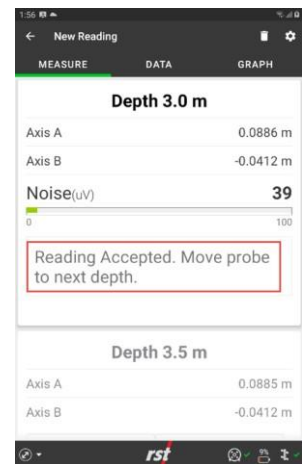 1:56
New Reading
MEASURE DATA GRAPH
Depth 3.0 m
Axis A 0.0886 m
Axis B -0.0412 m
Noise(uV) 39
0 100
Reading Accepted. Move probe
to next depth.
Depth 3.5 m
Axis A 0.0885 m
Axis B -0.0412 m
rst